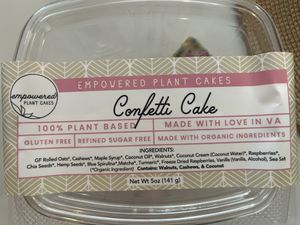 EMPOWERED PLANT CAKES
empowered
PLANT CAKES
Confetti Cake
100% PLANT BASED
MADE WITH LOVE IN VA
GLUTEN FREE
REFINED SUGAR FREE
MADE WITH ORGANIC INGREDIENTS
INGREDIENTS:
GF Rolled Oats*, Cashews*, Maple Syrup*, Coconut Oil*, Walnuts*, Coconut Cream (Coconut Water)*, Raspberries*,
Chia Seeds*, Hemp Seeds*, Blue Spirulina*, Matcha*, Turmeric*, Freeze Dried Raspberries, Vanilla (Vanilla, Alcohol), Sea Salt
(*Organic Ingredient) Contains: Walnuts, Cashews, & Coconut
Net Wt 5oz (141 g)